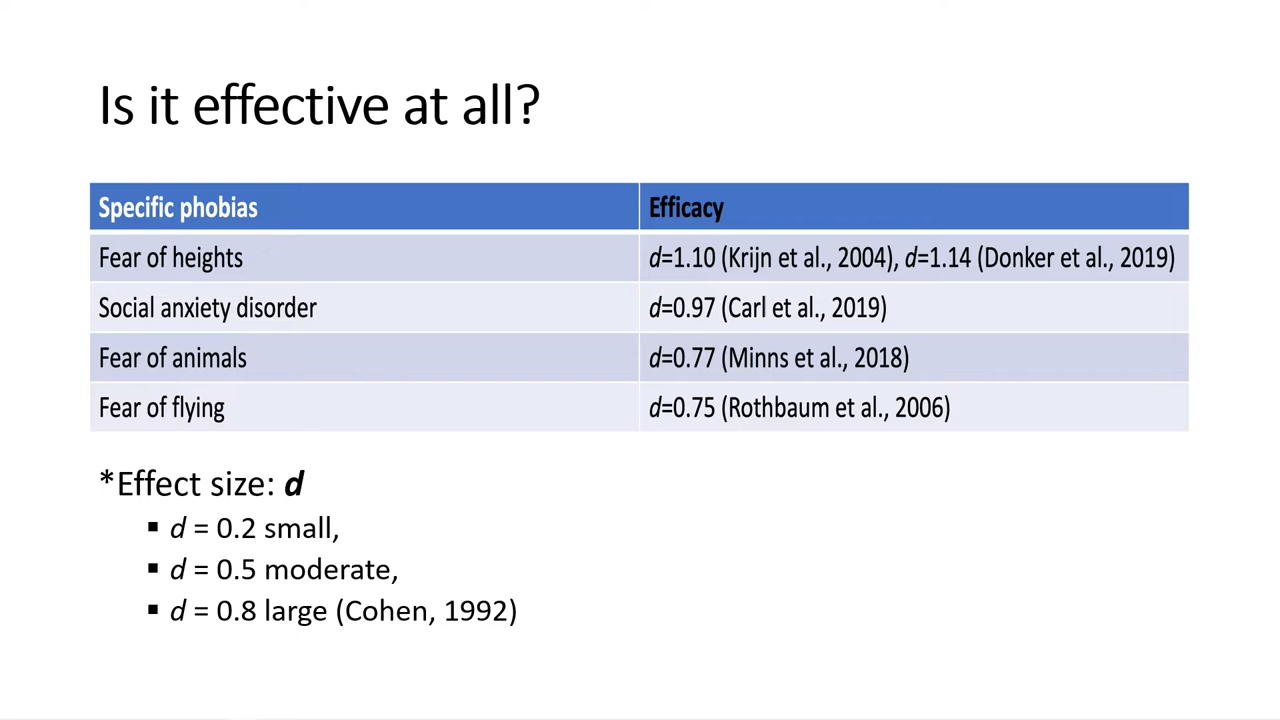 Is it effective at all?
Specific phobias Efficacy
Fear of heights d=1.10 (Krijn et al., 2004), d=1.14 (Donker et al., 2019)
Social anxiety disorder d=0.97 (Carl et al., 2019)
Fear of animals d=0.77 (Minns et al., 2018)
Fear of flying d=0.75 (Rothbaum et al., 2006)
*Effect size: d
▪ d = 0.2 small,
▪ d = 0.5 moderate,
▪ d = 0.8 large (Cohen, 1992)